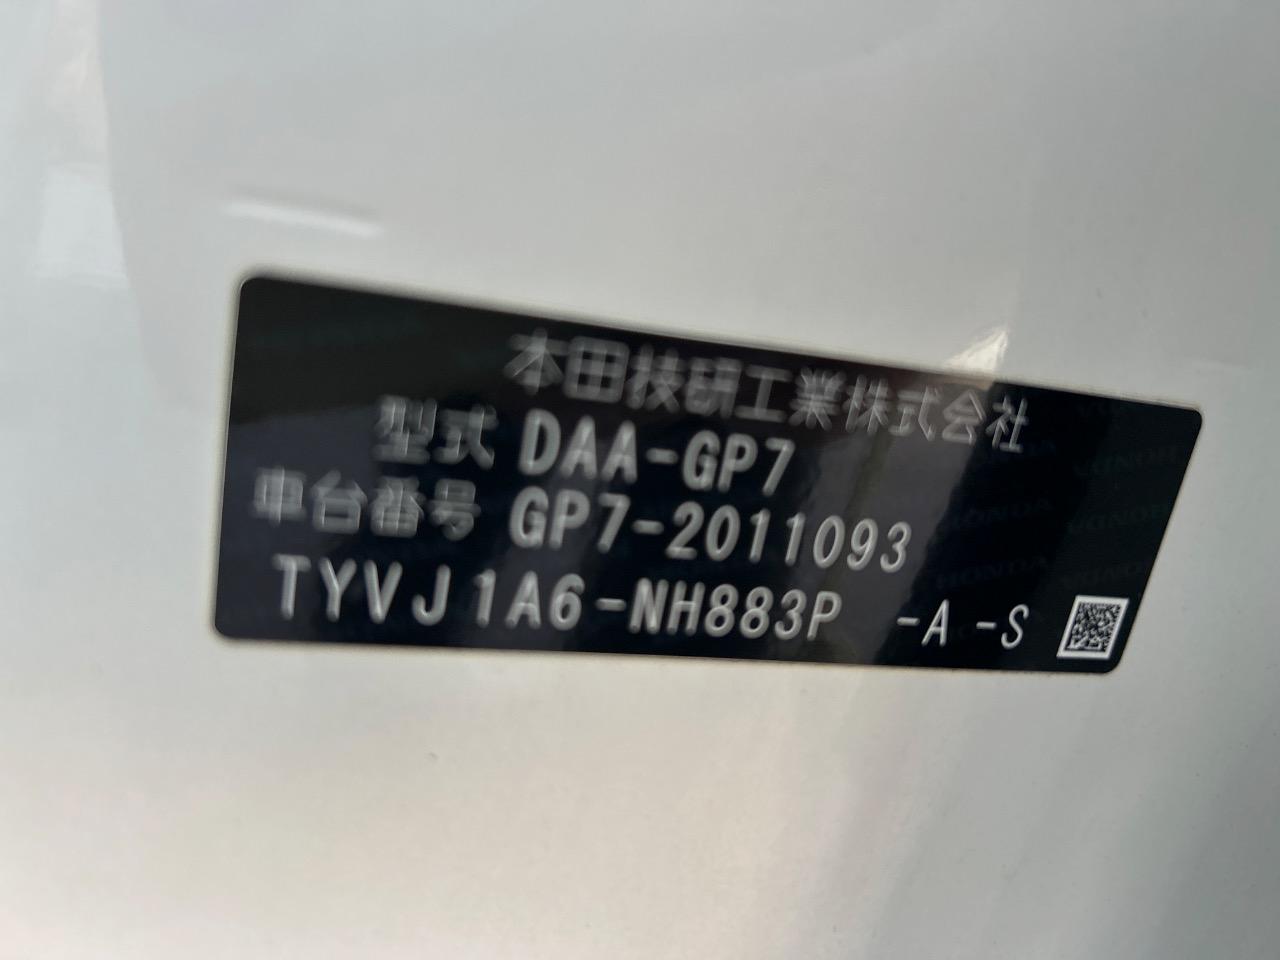 本田技研工業株式会社
型式 DAA-GP7
車台番号 GP7-2011093
TYVJ1A6-NH883P -A -S